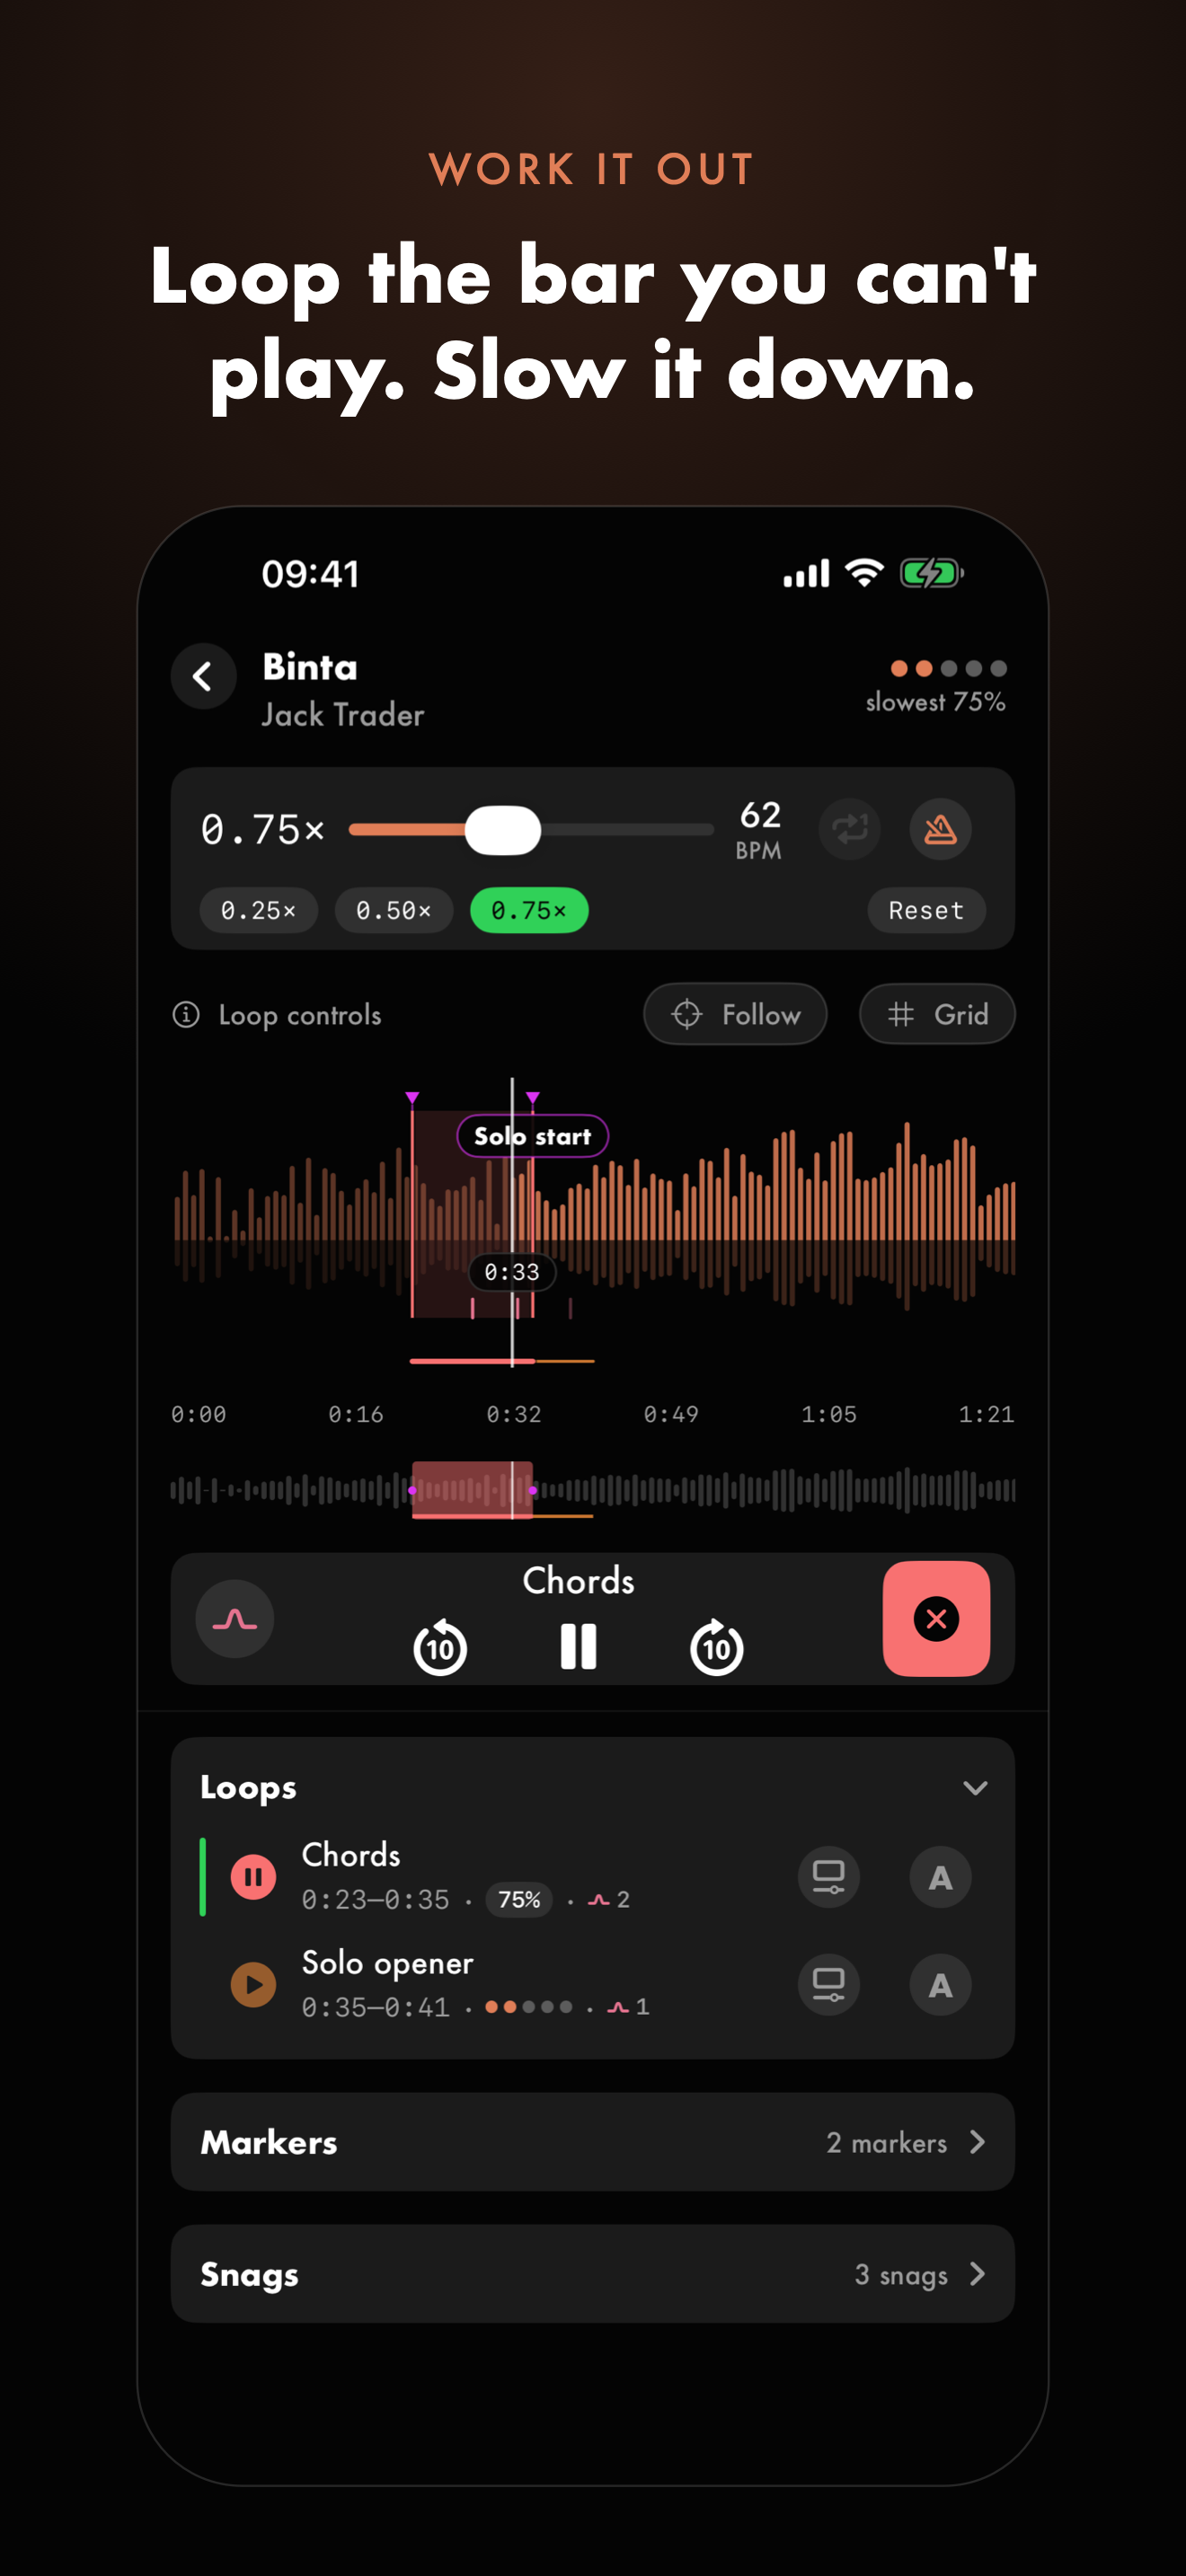 WORK IT OUT
Loop the bar you can't
play. Slow it down.
09:41
Binta
Jack Trader
slowest 75%
0.75×
62
BPM
0.25×
0.50×
0.75×
Reset
Loop controls
Follow
Grid
Solo start
0:33
0:00 0:16 0:32 0:49 1:05 1:21
Chords
10
10
Loops
Chords
0:23–0:35 · 75% · 2
A
Solo opener
0:35–0:41 · · 1
A
Markers
2 markers
Snags
3 snags